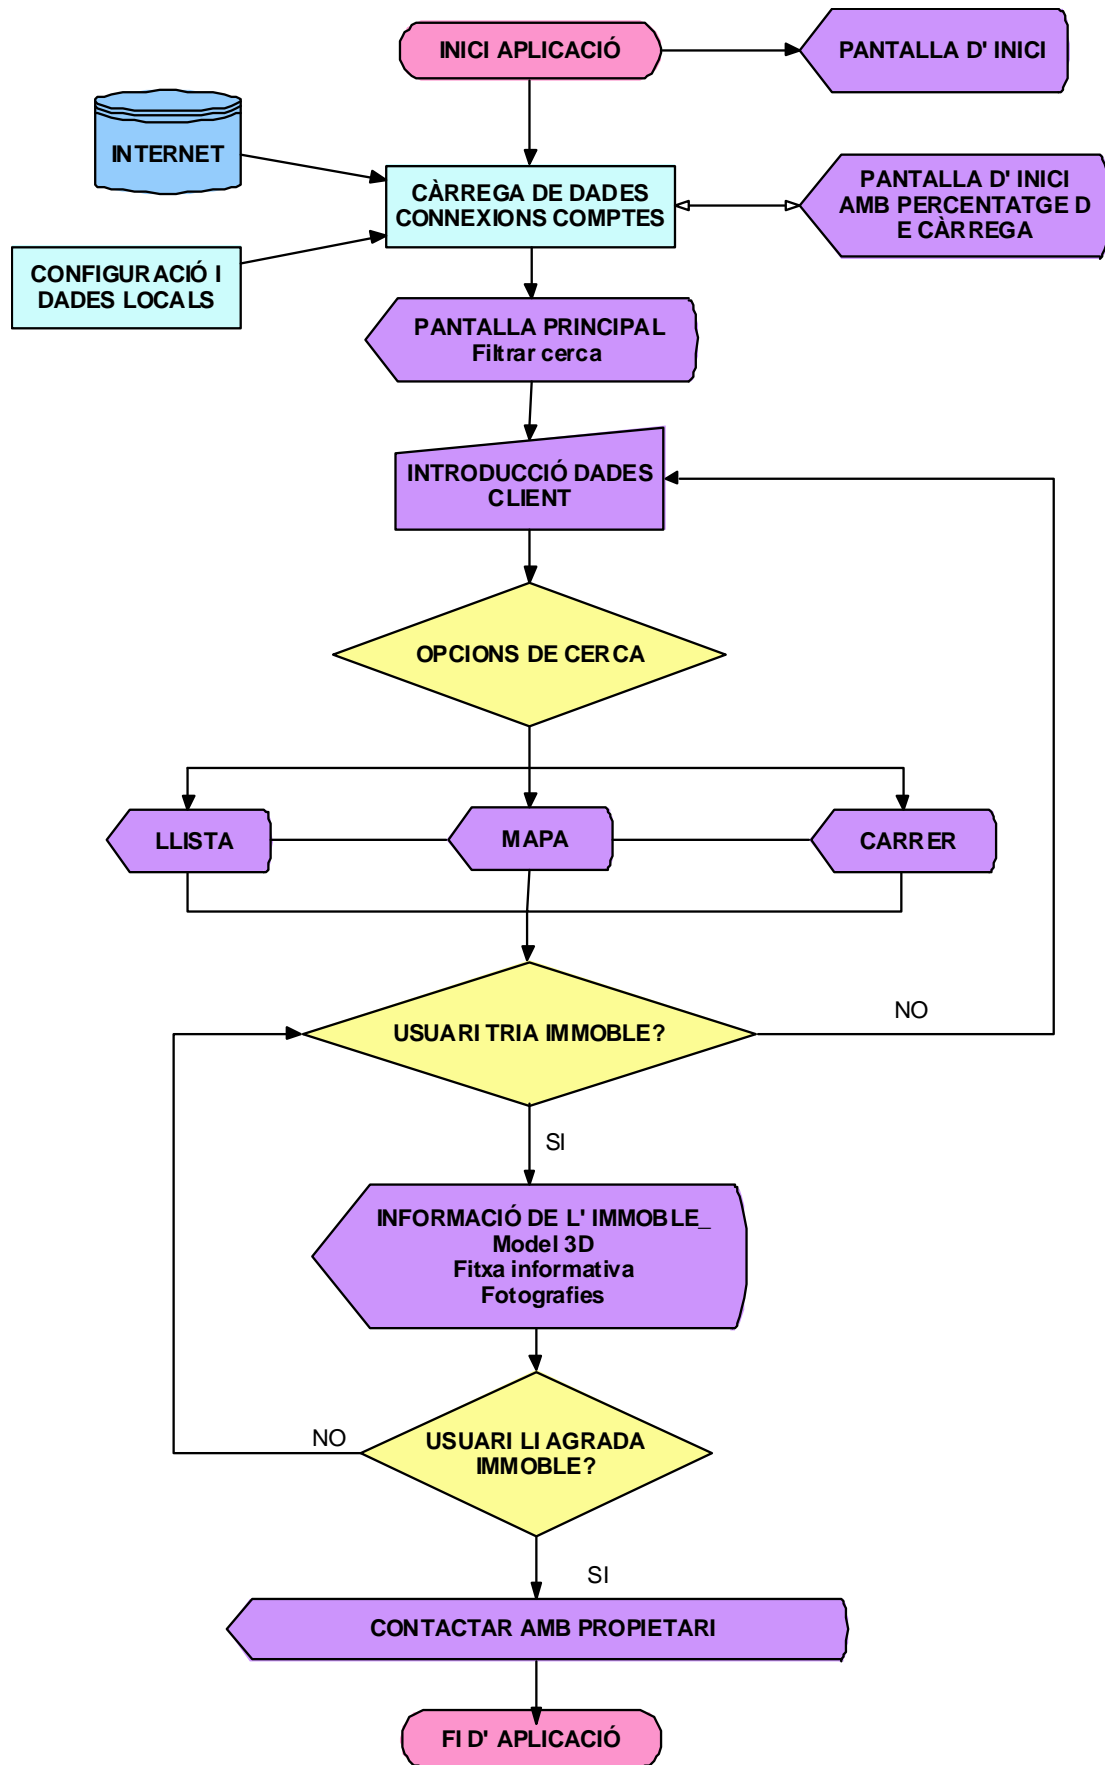 INICI APLICACIÓ
PANTALLA D' INICI
INTERNET
CÀRREGA DE DADES
CONNEXIONS COMPTES
PANTALLA D' INICI
AMB PERCENTATGE D
E CÀRREGA
CONFIGURACIÓ I
DADES LOCALS
PANTALLA PRINCIPAL
Filtrar cerca
INTRODUCCIÓ DADES
CLIENT
OPCIONS DE CERCA
LLISTA
MAPA
CARRER
USUARI TRIA IMMOBLE?
NO
SI
INFORMACIÓ DE L' IMMOBLE_
Model 3D
Fitxa informativa
Fotografies
NO
USUARI LI AGRADA
IMMOBLE?
SI
CONTACTAR AMB PROPIETARI
FI D' APLICACIÓ